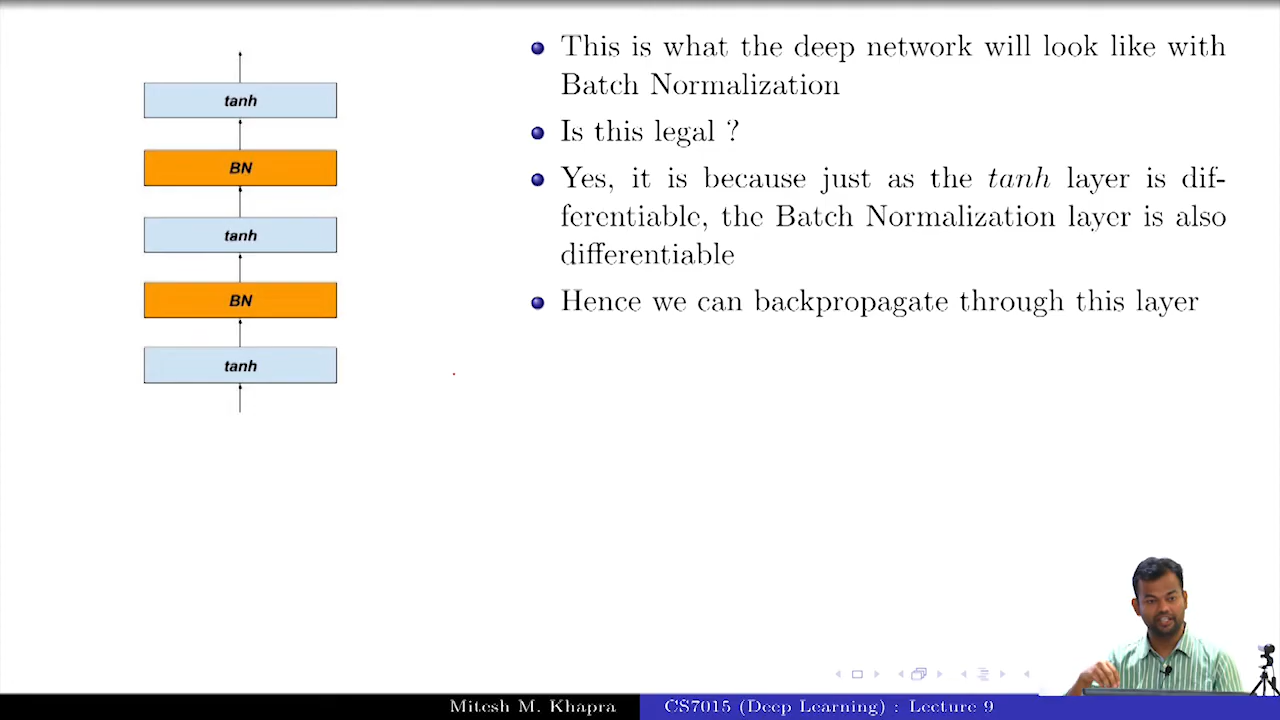 tanh
BN
tanh
BN
tanh
This is what the deep network will look like with
Batch Normalization
Is this legal ?
Yes, it is because just as the tanh layer is dif-
ferentiable, the Batch Normalization layer is also
differentiable
Hence we can backpropagate through this layer
Mitesh M. Khapra
CS7015 (Deep Learning) : Lecture 9